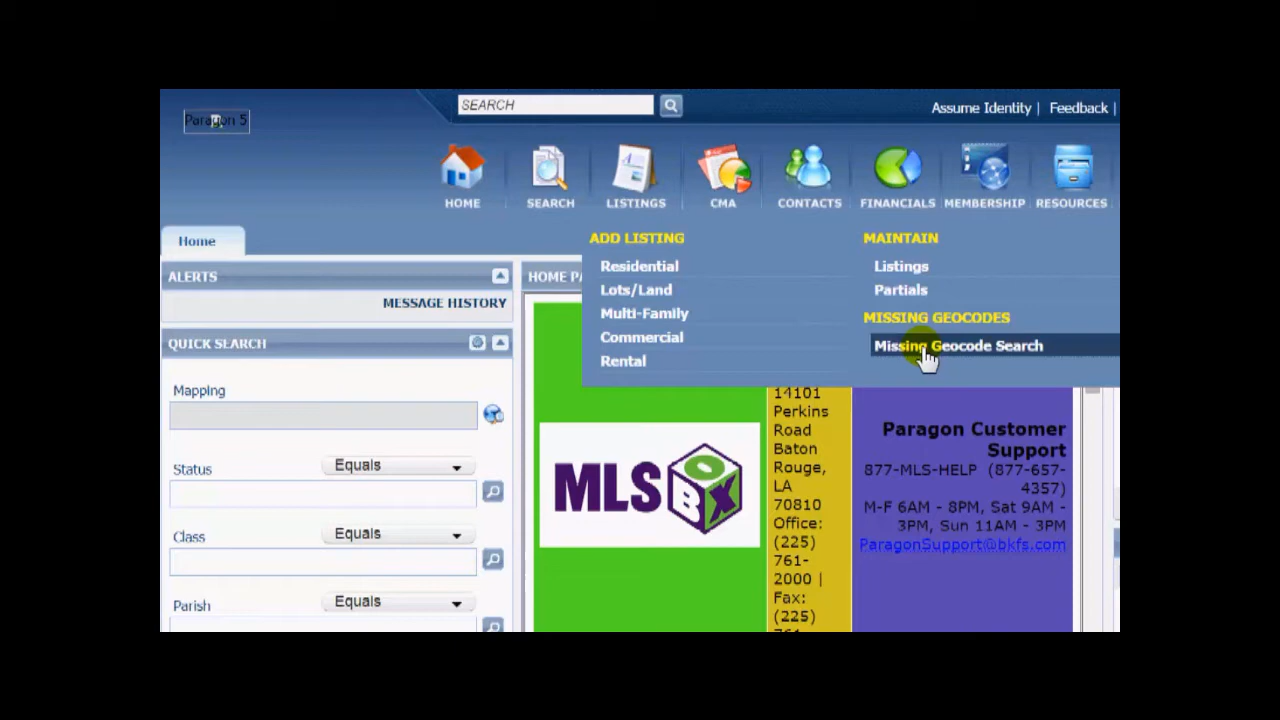 Paragon 5
SEARCH
Assume Identity | Feedback |
HOME
SEARCH
LISTINGS
CMA
CONTACTS
FINANCIALS
MEMBERSHIP
RESOURCES
Home
ADD LISTING
Residential
Lots/Land
Multi-Family
Commercial
Rental
MAINTAIN
Listings
Partials
MISSING GEOCODES
Missing Geocode Search
ALERTS
MESSAGE HISTORY
QUICK SEARCH
Mapping
Status
Equals
Class
Equals
Parish
Equals
HOME PA
MLS BOX
14101
Perkins
Road
Baton
Rouge,
LA
70810
Office:
(225)
761-
2000 |
Fax:
(225)
761-
Paragon Customer
Support
877-MLS-HELP (877-657-
4357)
M-F 6AM - 8PM, Sat 9AM -
3PM, Sun 11AM - 3PM
ParagonSupport@bkfs.com